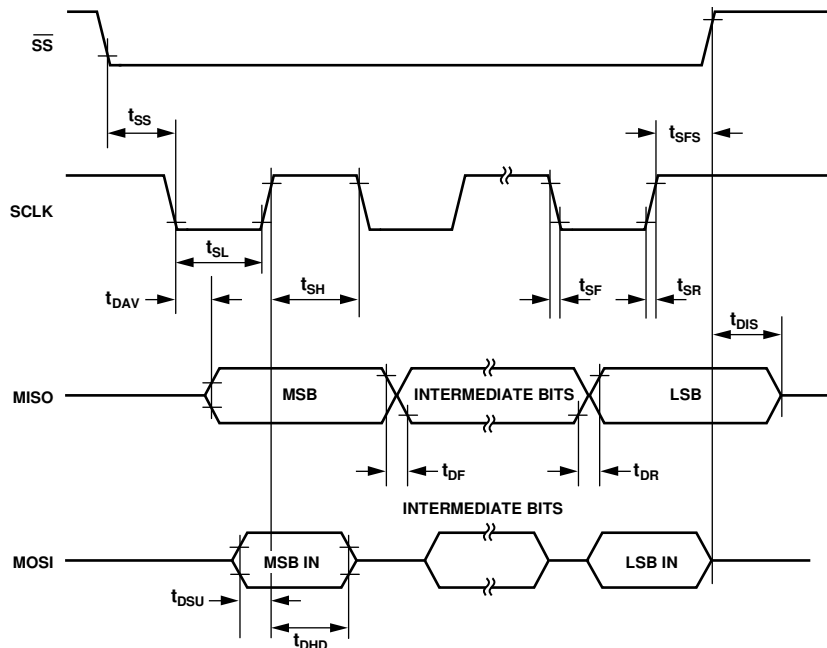 SS
tSS
tSFS
SCLK
tSL
tSH
tSF
tSR
tDAV
tDIS
MISO
MSB
INTERMEDIATE BITS
LSB
tDF
tDR
INTERMEDIATE BITS
MOSI
MSB IN
LSB IN
tDSU
tDHD